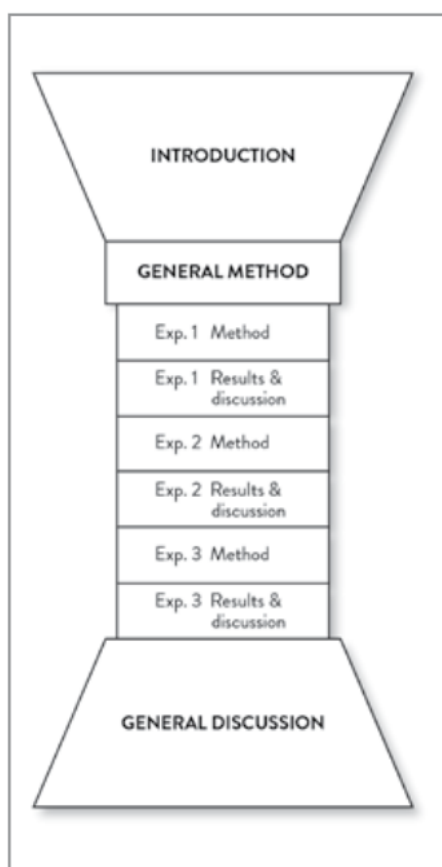 INTRODUCTION
GENERAL METHOD
Exp. 1 Method
Exp. 1 Results &
discussion
Exp. 2 Method
Exp. 2 Results &
discussion
Exp. 3 Method
Exp. 3 Results &
discussion
GENERAL DISCUSSION